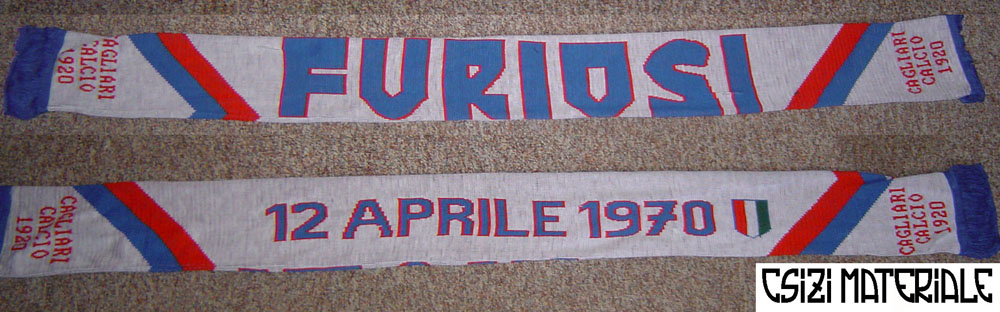 CAGLIARI
CALCIO
1920
FURIOSI
CAGLIARI
CALCIO
1920
CAGLIARI
CALCIO
1920
12 APRILE 1970
CAGLIARI
CALCIO
1920
CSIZI MATERIALE